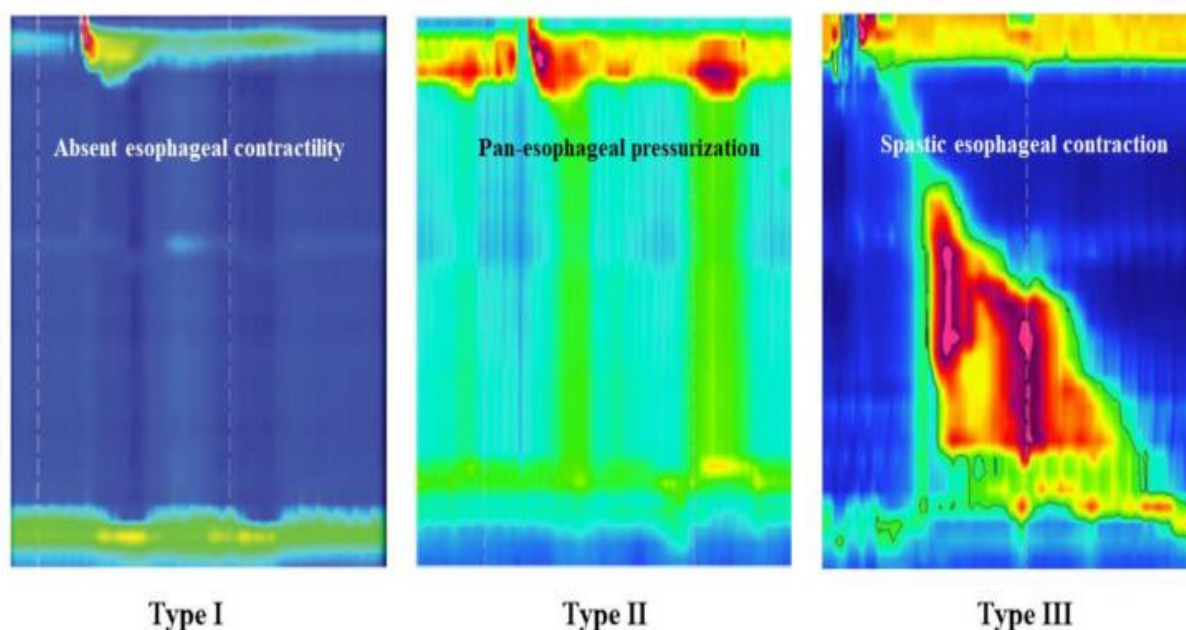 Absent esophageal contractility
Pan-esophageal pressurization
Spastic esophageal contraction
Type I
Type II
Type III